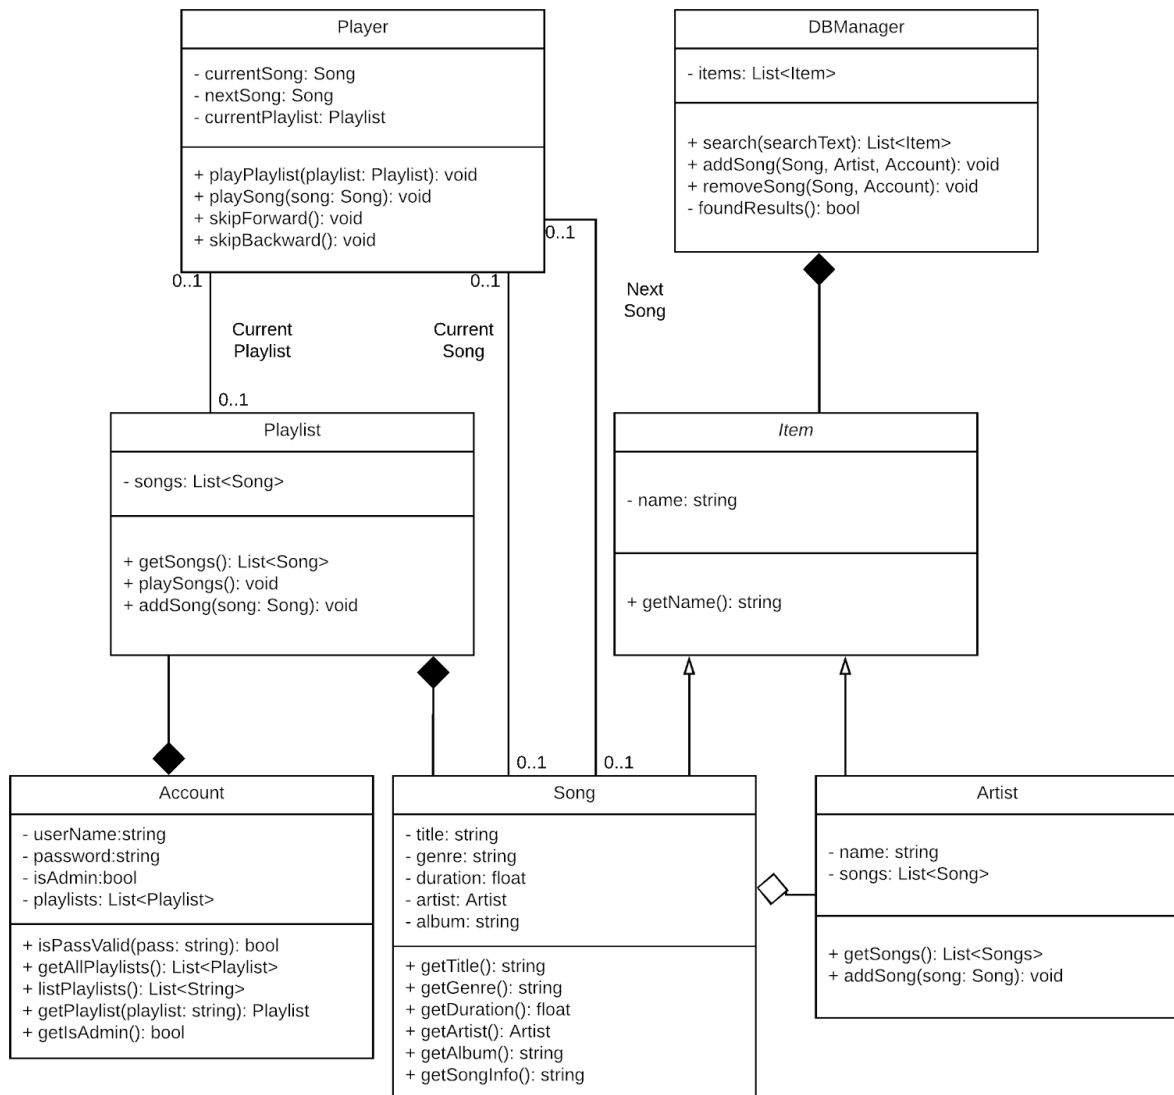 Player
- currentSong: Song
- nextSong: Song
- currentPlaylist: Playlist
+ playPlaylist(playlist: Playlist): void
+ playSong(song: Song): void
+ skipForward(): void
+ skipBackward(): void
DBManager
- items: List<Item>
+ search(searchText): List<Item>
+ addSong(Song, Artist, Account): void
+ removeSong(Song, Account): void
- foundResults(): bool
0..1
0..1
0..1
Current
Playlist
Current
Song
Next
Song
0..1
Playlist
- songs: List<Song>
+ getSongs(): List<Song>
+ playSongs(): void
+ addSong(song: Song): void
Item
- name: string
+ getName(): string
0..1
0..1
Account
- userName:string
- password:string
- isAdmin:bool
- playlists: List<Playlist>
+ isPassValid(pass: string): bool
+ getAllPlaylists(): List<Playlist>
+ listPlaylists(): List<String>
+ getPlaylist(playlist: string): Playlist
+ getIsAdmin(): bool
Song
- title: string
- genre: string
- duration: float
- artist: Artist
- album: string
+ getTitle(): string
+ getGenre(): string
+ getDuration(): float
+ getArtist(): Artist
+ getAlbum(): string
+ getSongInfo(): string
Artist
- name: string
- songs: List<Song>
+ getSongs(): List<Songs>
+ addSong(song: Song): void